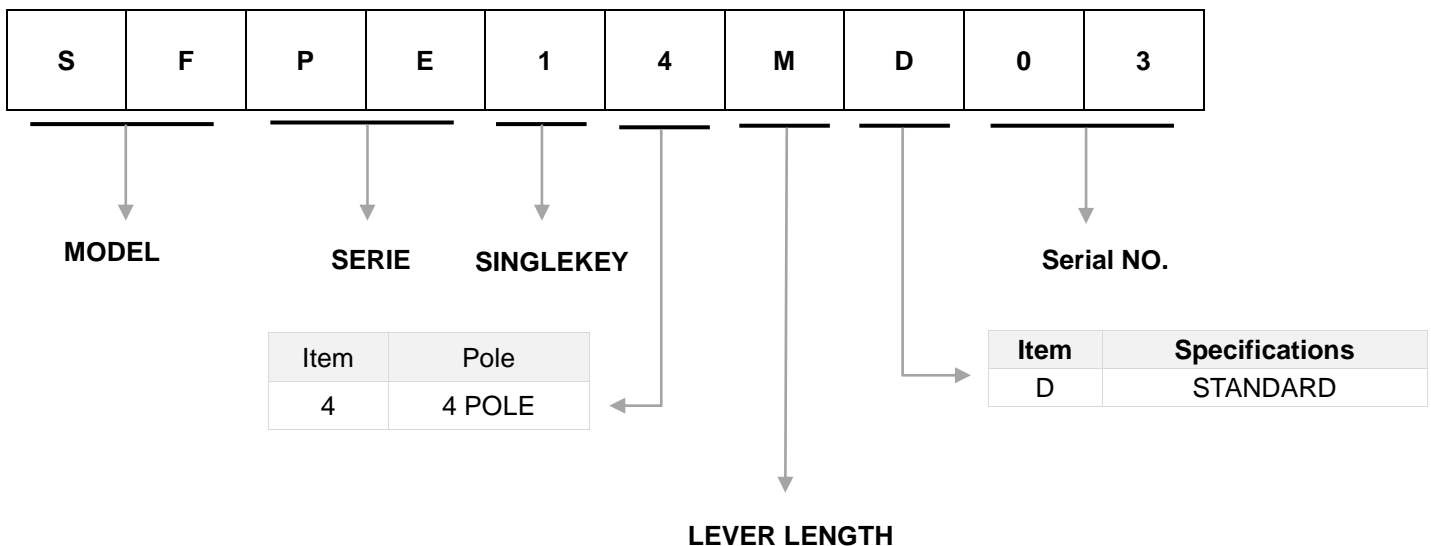 S F P E 1 4 M D 0 3
MODEL
SERIE
SINGLEKEY
Serial NO.
Item Pole
4 4 POLE
Item Specifications
D STANDARD
LEVER LENGTH